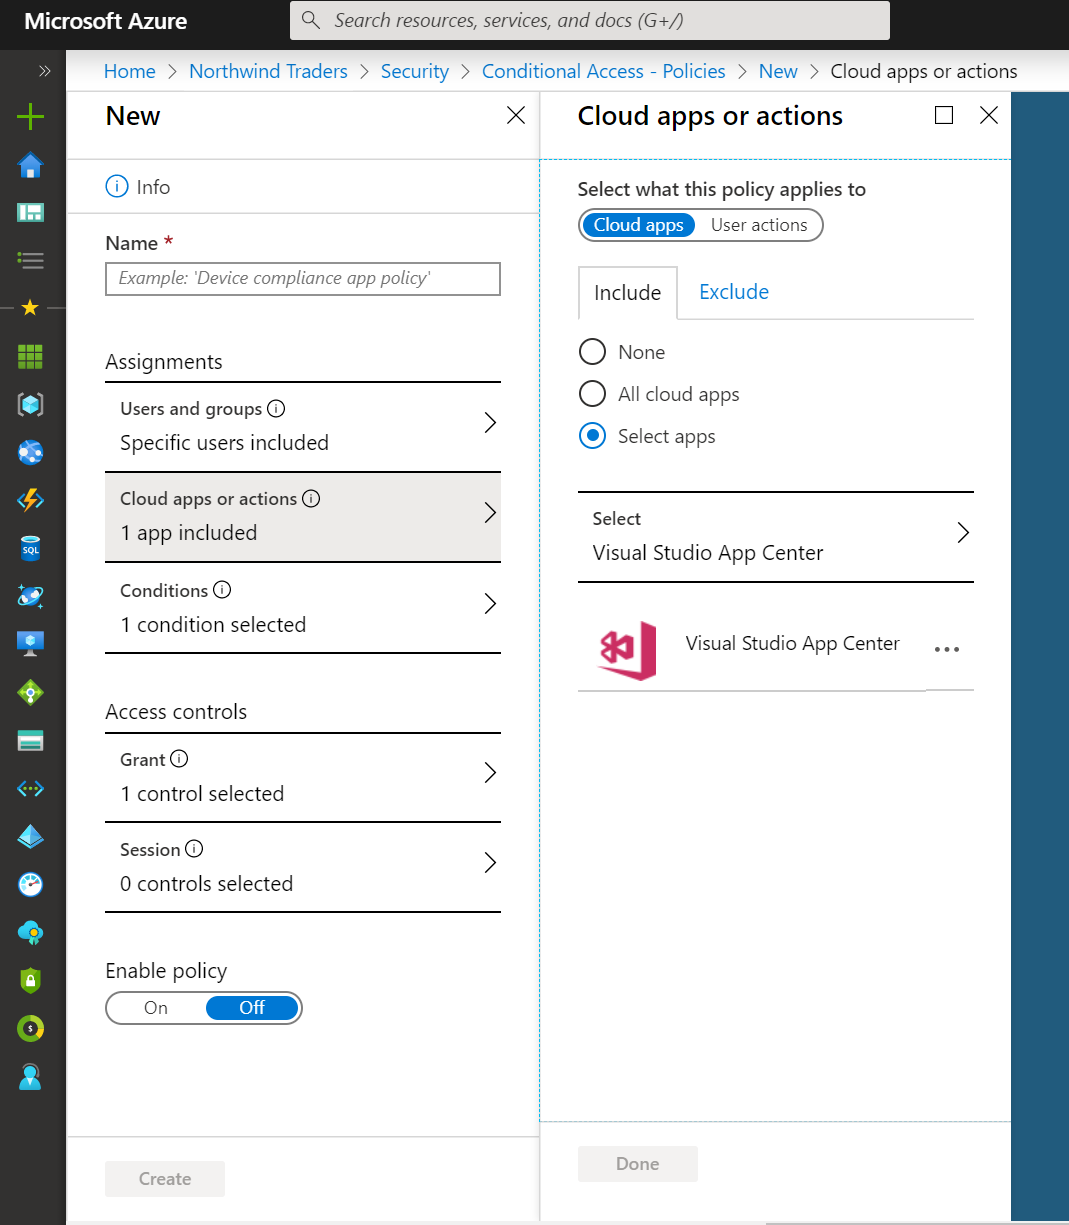 Microsoft Azure
Search resources, services, and docs (G+/)
Home > Northwind Traders > Security > Conditional Access - Policies > New > Cloud apps or actions
New
Info
Name *
Example: 'Device compliance app policy'
Assignments
Users and groups
Specific users included
Cloud apps or actions
1 app included
Conditions
1 condition selected
Access controls
Grant
1 control selected
Session
0 controls selected
Enable policy
On Off
Create
Cloud apps or actions
Select what this policy applies to
Cloud apps User actions
Include Exclude
None
All cloud apps
Select apps
Select
Visual Studio App Center
Visual Studio App Center
Done
SQL